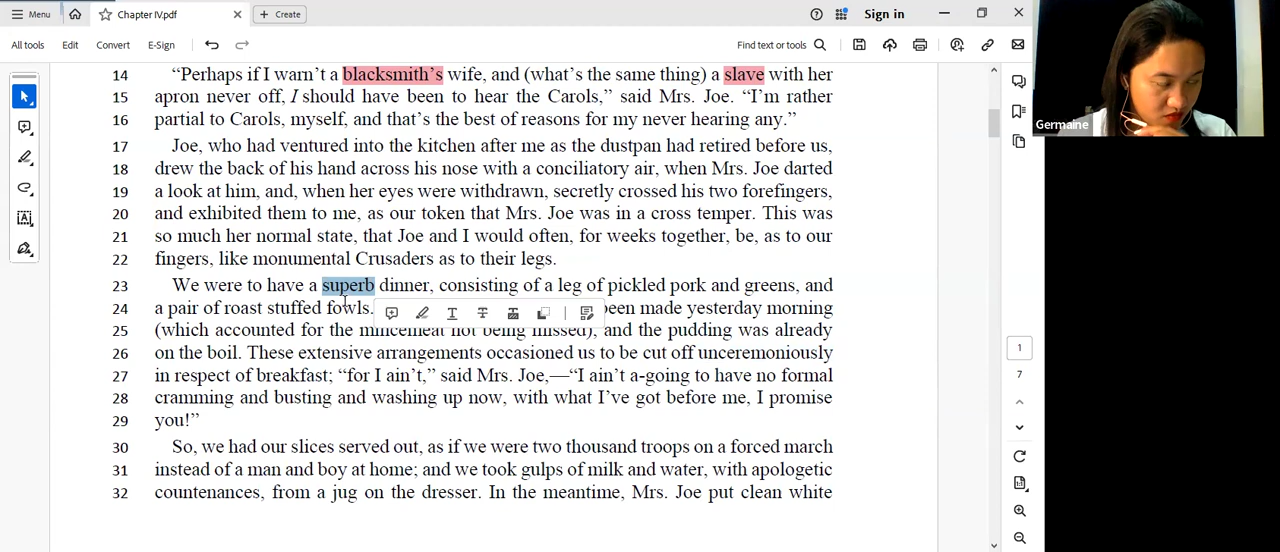 Menu
Chapter IV.pdf
Create
Sign in
All tools
Edit
Convert
E-Sign
Find text or tools
14 “Perhaps if I warn’t a blacksmith’s wife, and (what’s the same thing) a slave with her
15 apron never off, I should have been to hear the Carols,” said Mrs. Joe. “I’m rather
16 partial to Carols, myself, and that’s the best of reasons for my never hearing any.”
17 Joe, who had ventured into the kitchen after me as the dustpan had retired before us,
18 drew the back of his hand across his nose with a conciliatory air, when Mrs. Joe darted
19 a look at him, and, when her eyes were withdrawn, secretly crossed his two forefingers,
20 and exhibited them to me, as our token that Mrs. Joe was in a cross temper. This was
21 so much her normal state, that Joe and I would often, for weeks together, be, as to our
22 fingers, like monumental Crusaders as to their legs.
23 We were to have a superb dinner, consisting of a leg of pickled pork and greens, and
24 a pair of roast stuffed fowls. been made yesterday morning
25 (which accounted for the mincemeat not being missed), and the pudding was already
26 on the boil. These extensive arrangements occasioned us to be cut off unceremoniously
27 in respect of breakfast; “for I ain’t,” said Mrs. Joe,—“I ain’t a-going to have no formal
28 cramming and busting and washing up now, with what I’ve got before me, I promise
29 you!”
30 So, we had our slices served out, as if we were two thousand troops on a forced march
31 instead of a man and boy at home; and we took gulps of milk and water, with apologetic
32 countenances, from a jug on the dresser. In the meantime, Mrs. Joe put clean white
1
7
Germaine